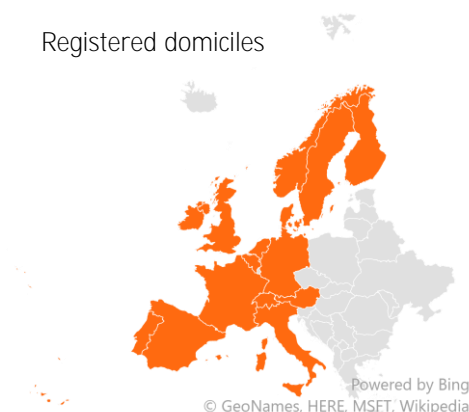 Registered domiciles
Powered by Bing
© GeoNames, HERE, MSFT, Wikipedia